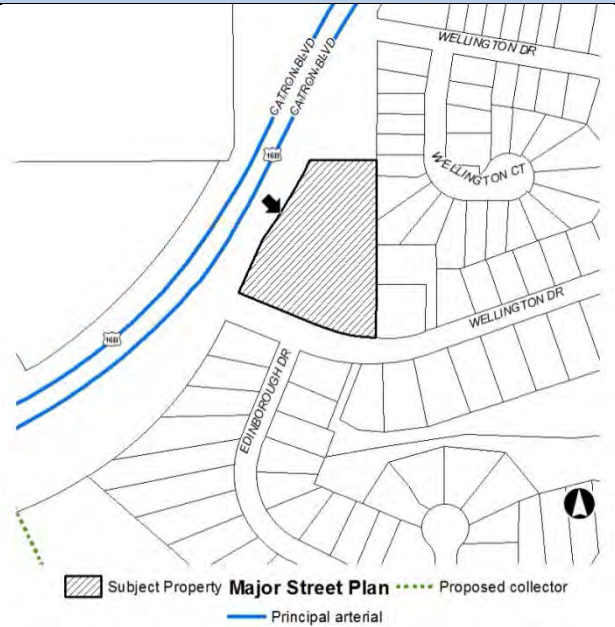 WELLINGTON DR
CATRON BLVD
CATRON BLVD
16B
WELLINGTON CT
WELLINGTON DR
16B
EDINBOROUGH DR
Subject Property Major Street Plan Proposed collector
Principal arterial